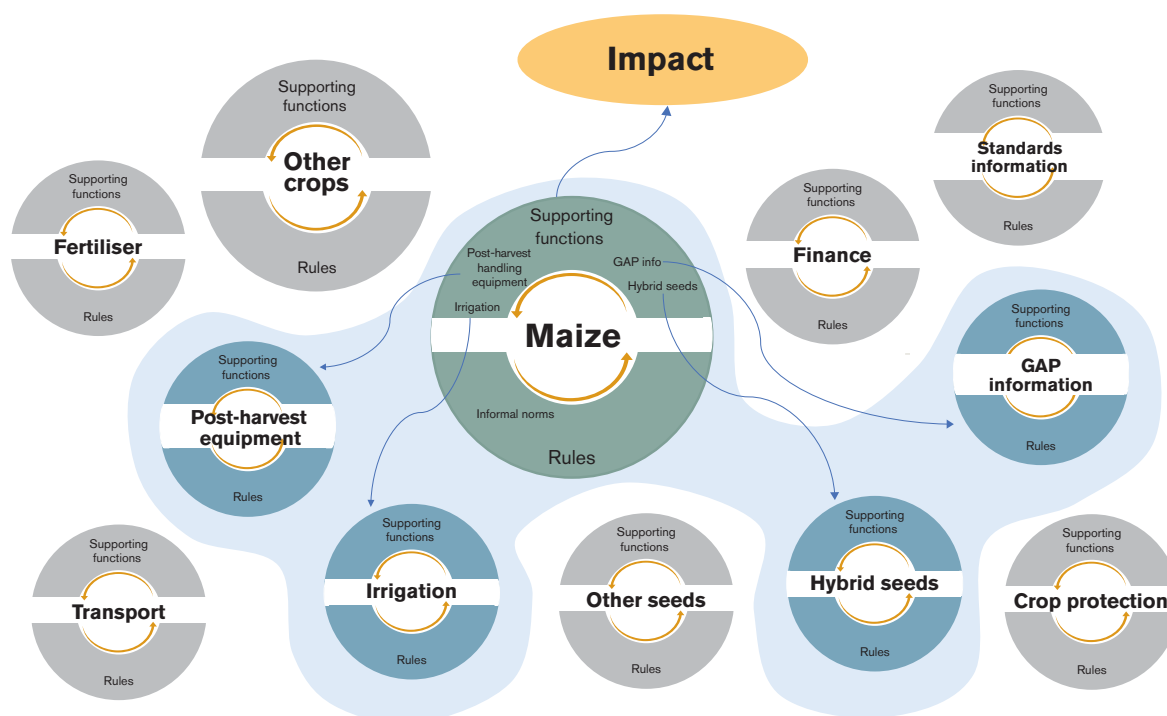 Impact
Supporting
functions
Other
crops
Rules
Supporting
functions
Standards
information
Rules
Supporting
functions
Fertiliser
Rules
Supporting
functions
Finance
Rules
Supporting
functions
Post-harvest
handling
equipment
GAP info
Hybrid seeds
Irrigation
Maize
Informal norms
Rules
Supporting
functions
GAP
information
Rules
Supporting
functions
Post-harvest
equipment
Rules
Supporting
functions
Transport
Rules
Supporting
functions
Irrigation
Rules
Supporting
functions
Other seeds
Rules
Supporting
functions
Hybrid seeds
Rules
Supporting
functions
Crop protection
Rules